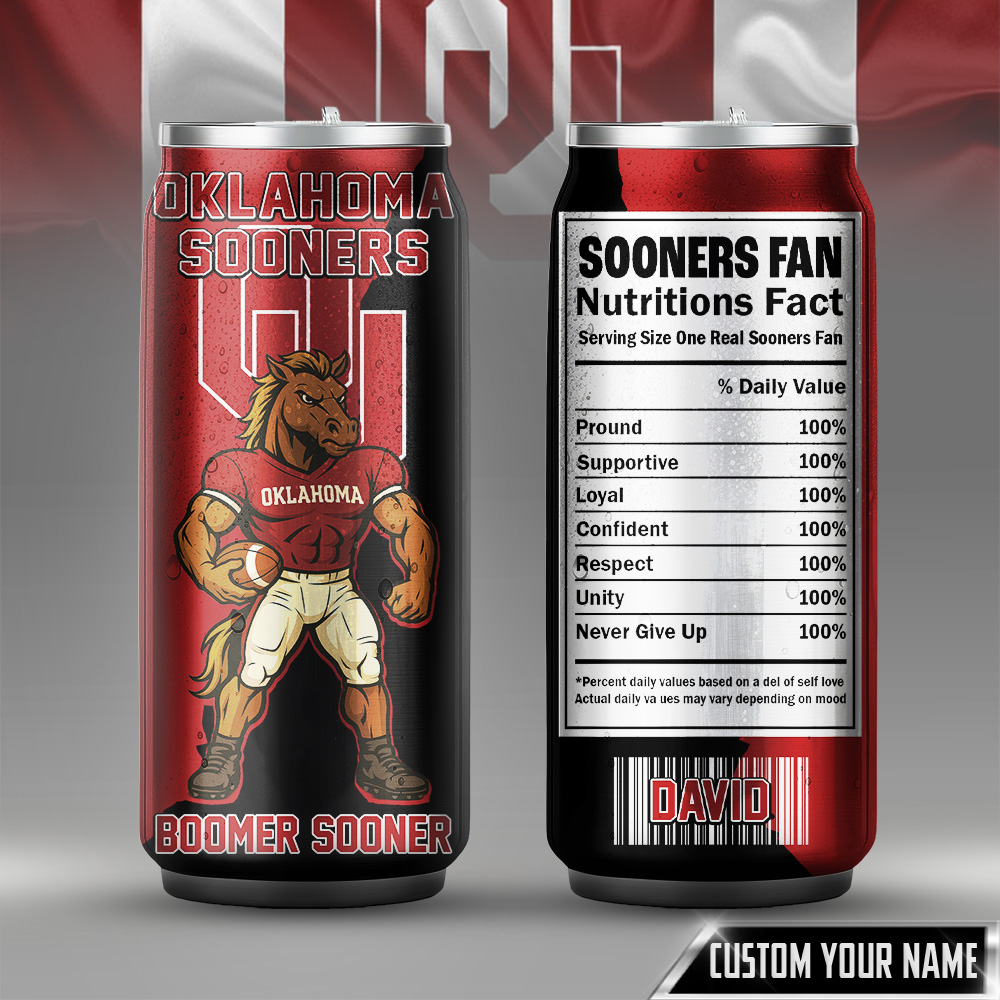 OKLAHOMA
SOONERS
OKLAHOMA
BOOMER SOONER
SOONERS FAN
Nutritions Fact
Serving Size One Real Sooners Fan
% Daily Value
Pround 100%
Supportive 100%
Loyal 100%
Confident 100%
Respect 100%
Unity 100%
Never Give Up 100%
*Percent daily values based on a del of self love
Actual daily va ues may vary depending on mood
DAVID
CUSTOM YOUR NAME